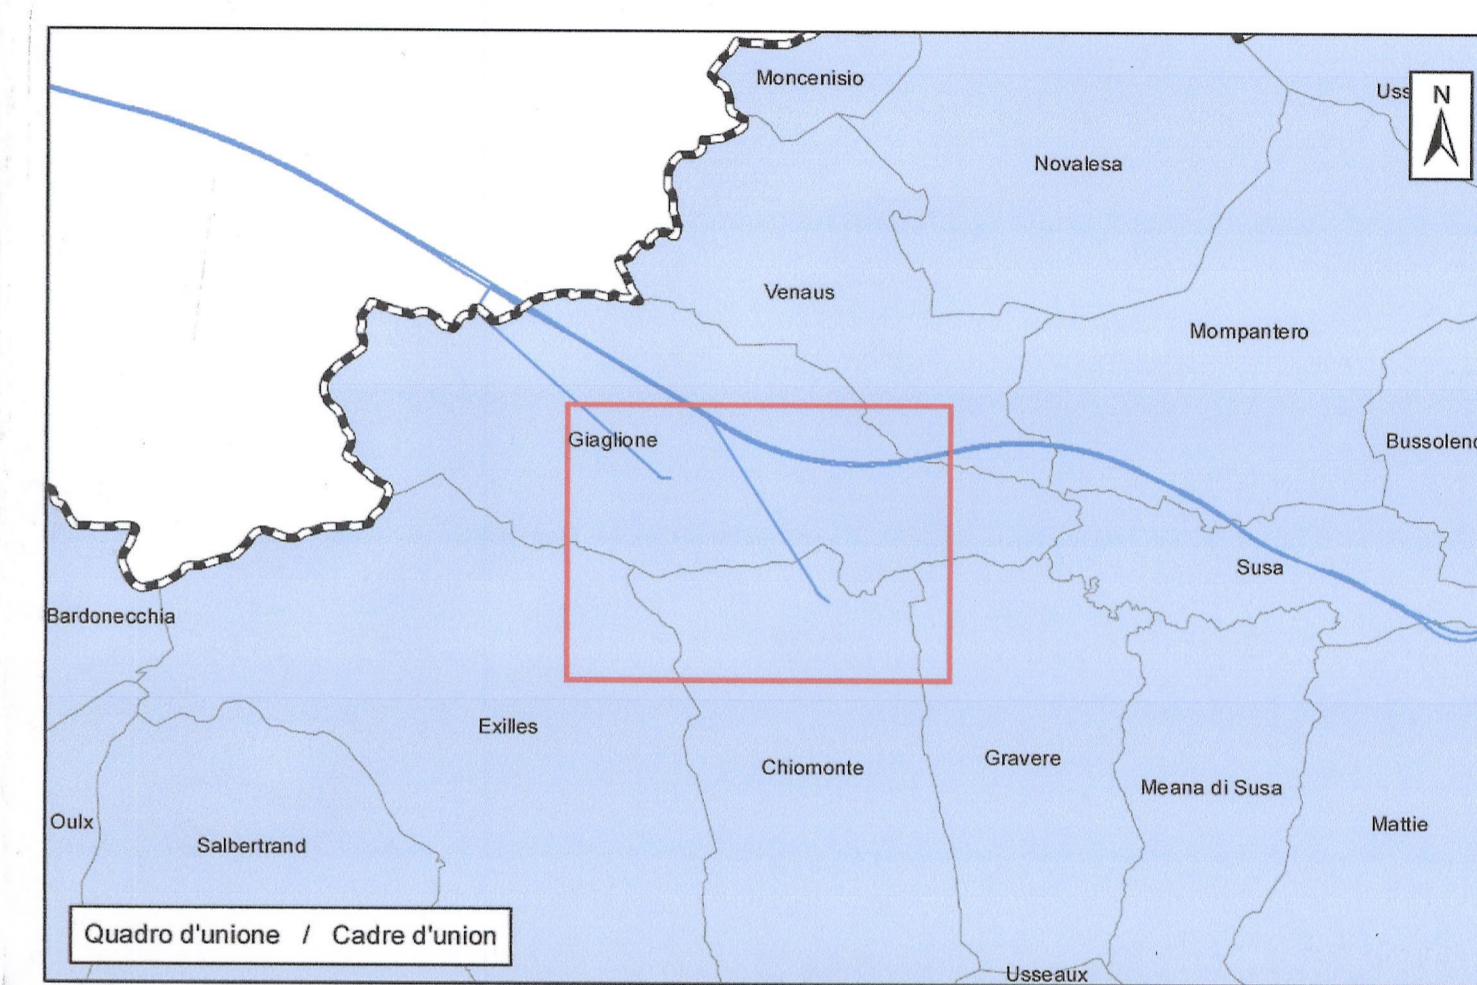 Moncenisio
Uss
N
Novalesa
Venaus
Mompantero
Giaglione
Bussoleno
Susa
Bardonecchia
Exilles
Chiomonte
Gravere
Meana di Susa
Oulx
Salbertrand
Mattie
Quadro d'unione / Cadre d'union
Usseaux